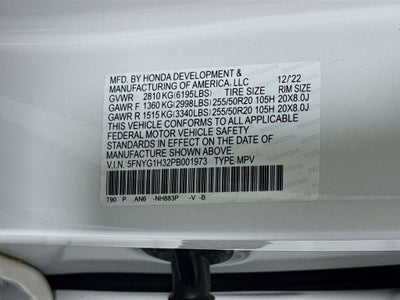 MFD. BY HONDA DEVELOPMENT & 12/'22
MANUFACTURING OF AMERICA, LLC.
GVWR 2810 KG(6195LBS) TIRE SIZE RIM SIZE
GAWR F 1360 KG(2998LBS) 255/50R20 105H 20X8.0J
GAWR R 1515 KG(3340LBS) 255/50R20 105H 20X8.0J
THIS VEHICLE CONFORMS TO ALL APPLICABLE
FEDERAL MOTOR VEHICLE SAFETY
STANDARDS IN EFFECT ON THE DATE OF
MANUFACTURE SHOWN ABOVE.
V.I.N. 5FNYG1H32PB001973 TYPE: MPV
T90 P AN6 -NH883P -V -B